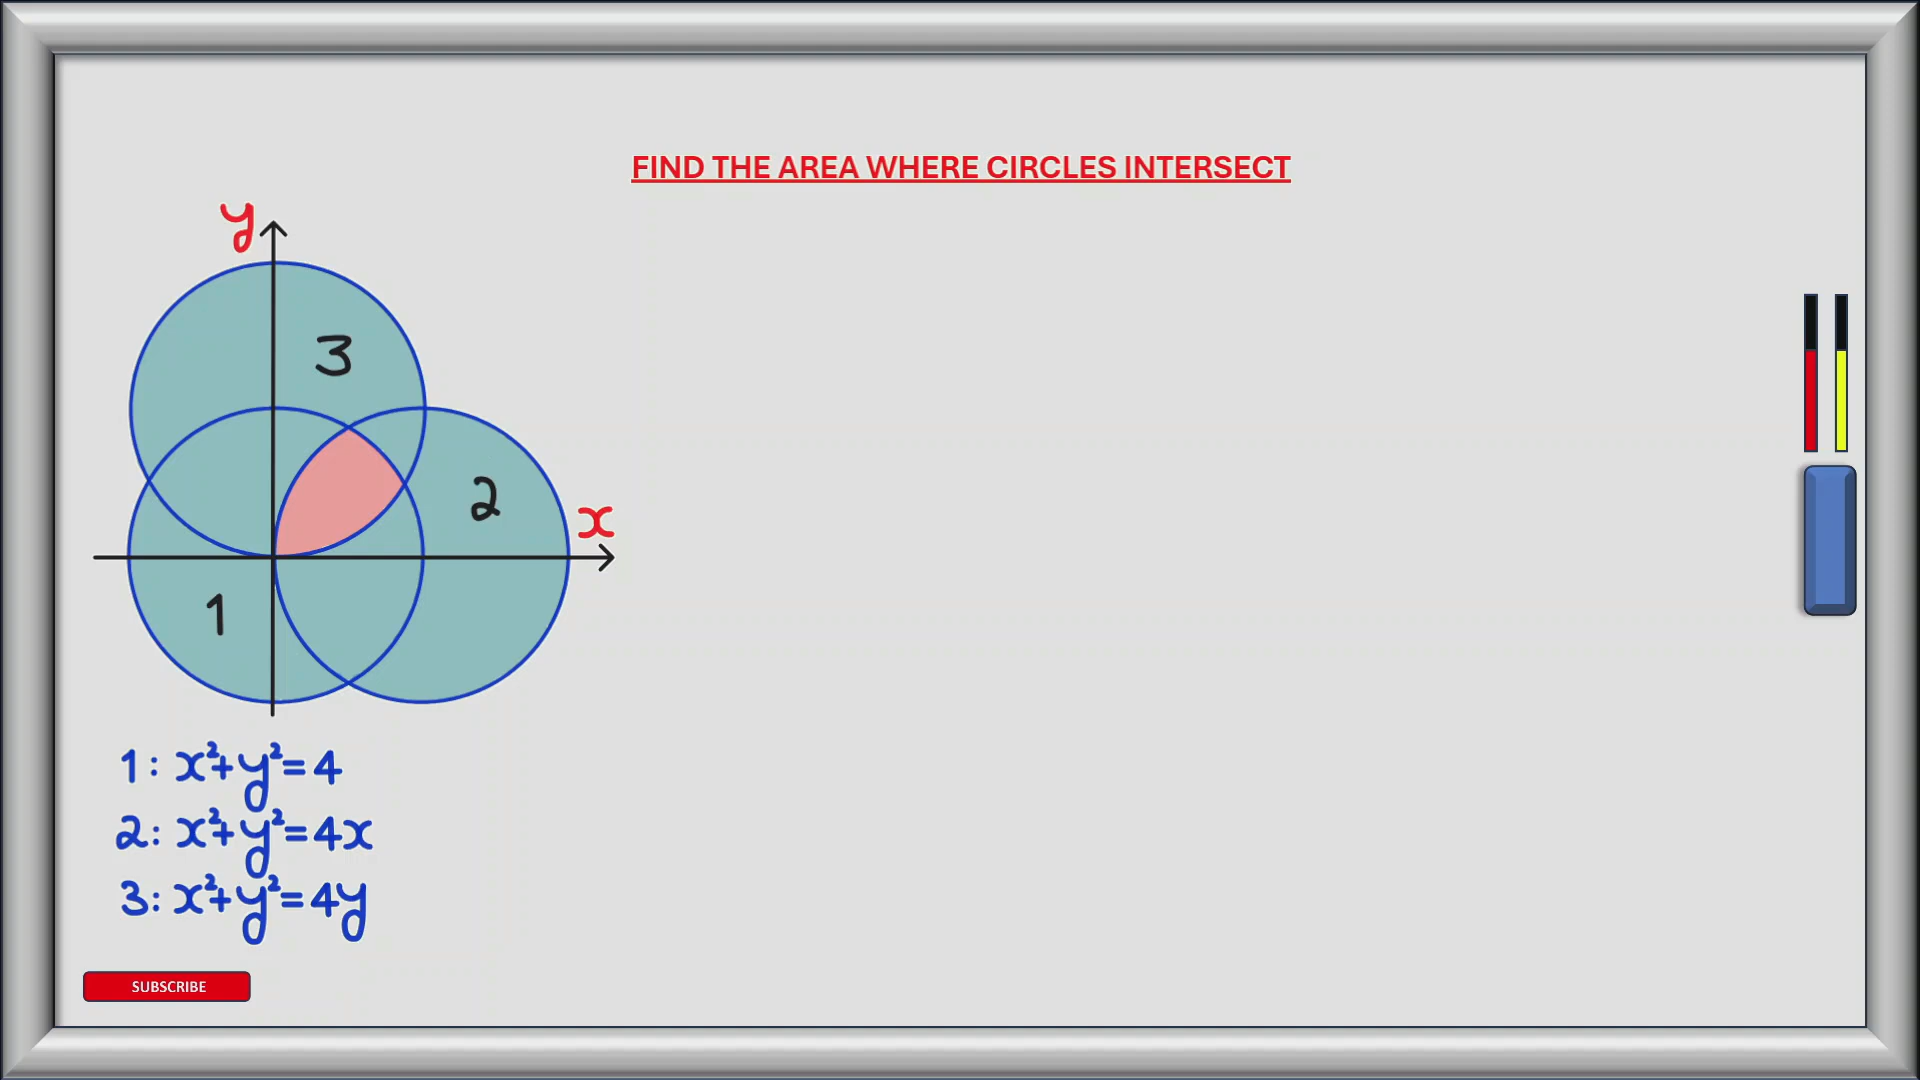 FIND THE AREA WHERE CIRCLES INTERSECT
y
3
2
x
1
1: x²+y²=4
2: x²+y²=4x
3: x²+y²=4y
SUBSCRIBE